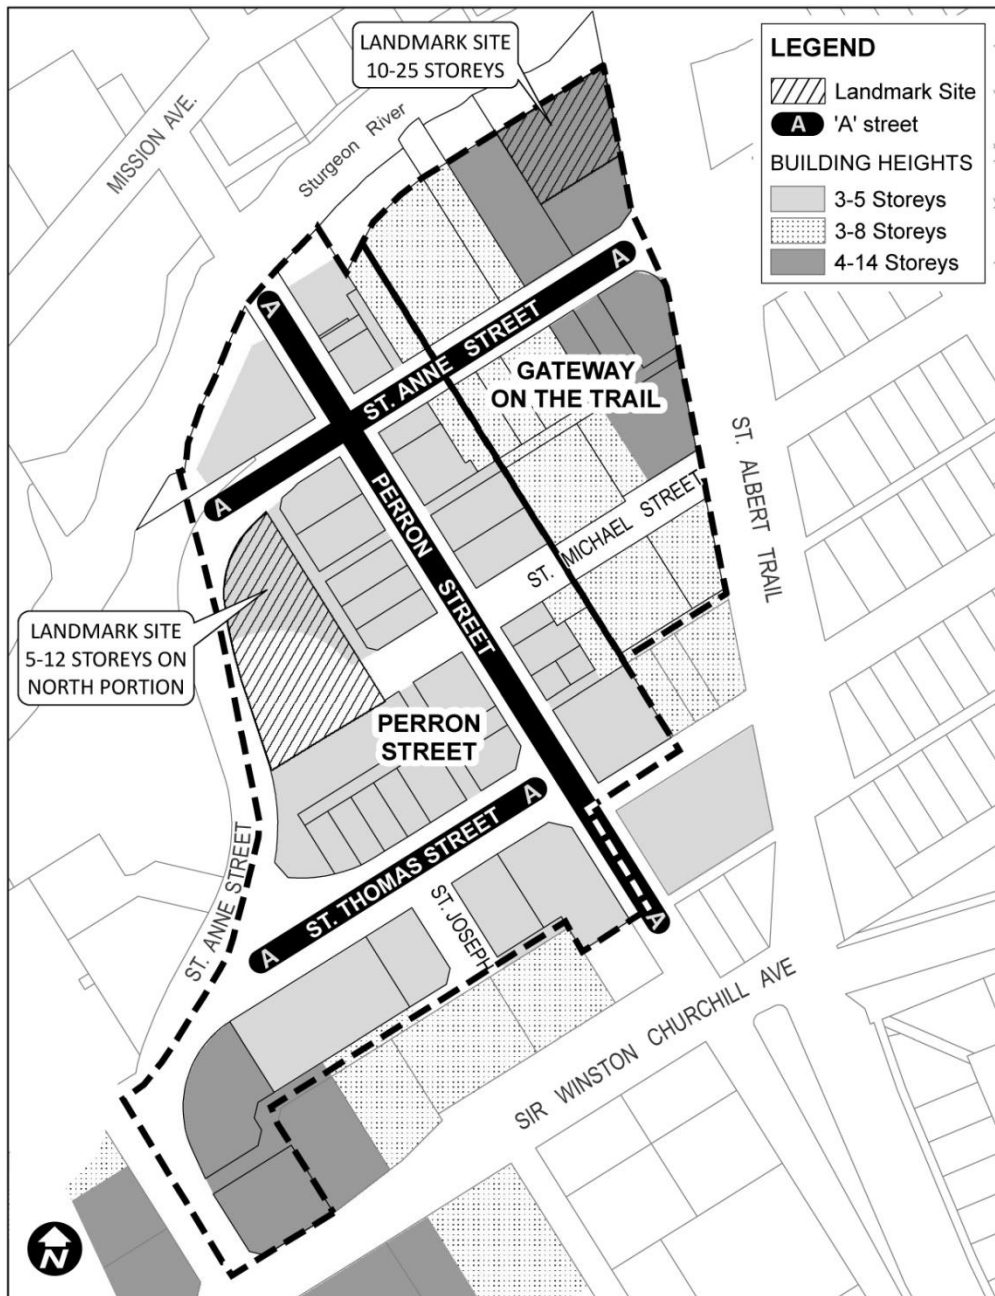 LANDMARK SITE
10-25 STOREYS
LEGEND
Landmark Site
A 'A' street
BUILDING HEIGHTS
3-5 Storeys
3-8 Storeys
4-14 Storeys
MISSION AVE.
Sturgeon River
A
A
ST. ANNE STREET
A
GATEWAY
ON THE TRAIL
ST. ALBERT TRAIL
PERRON STREET
ST. MICHAEL STREET
LANDMARK SITE
5-12 STOREYS ON
NORTH PORTION
PERRON
STREET
A
ST. THOMAS STREET
A
ST. ANNE STREET
ST. JOSEPH
A
SIR WINSTON CHURCHILL AVE
N